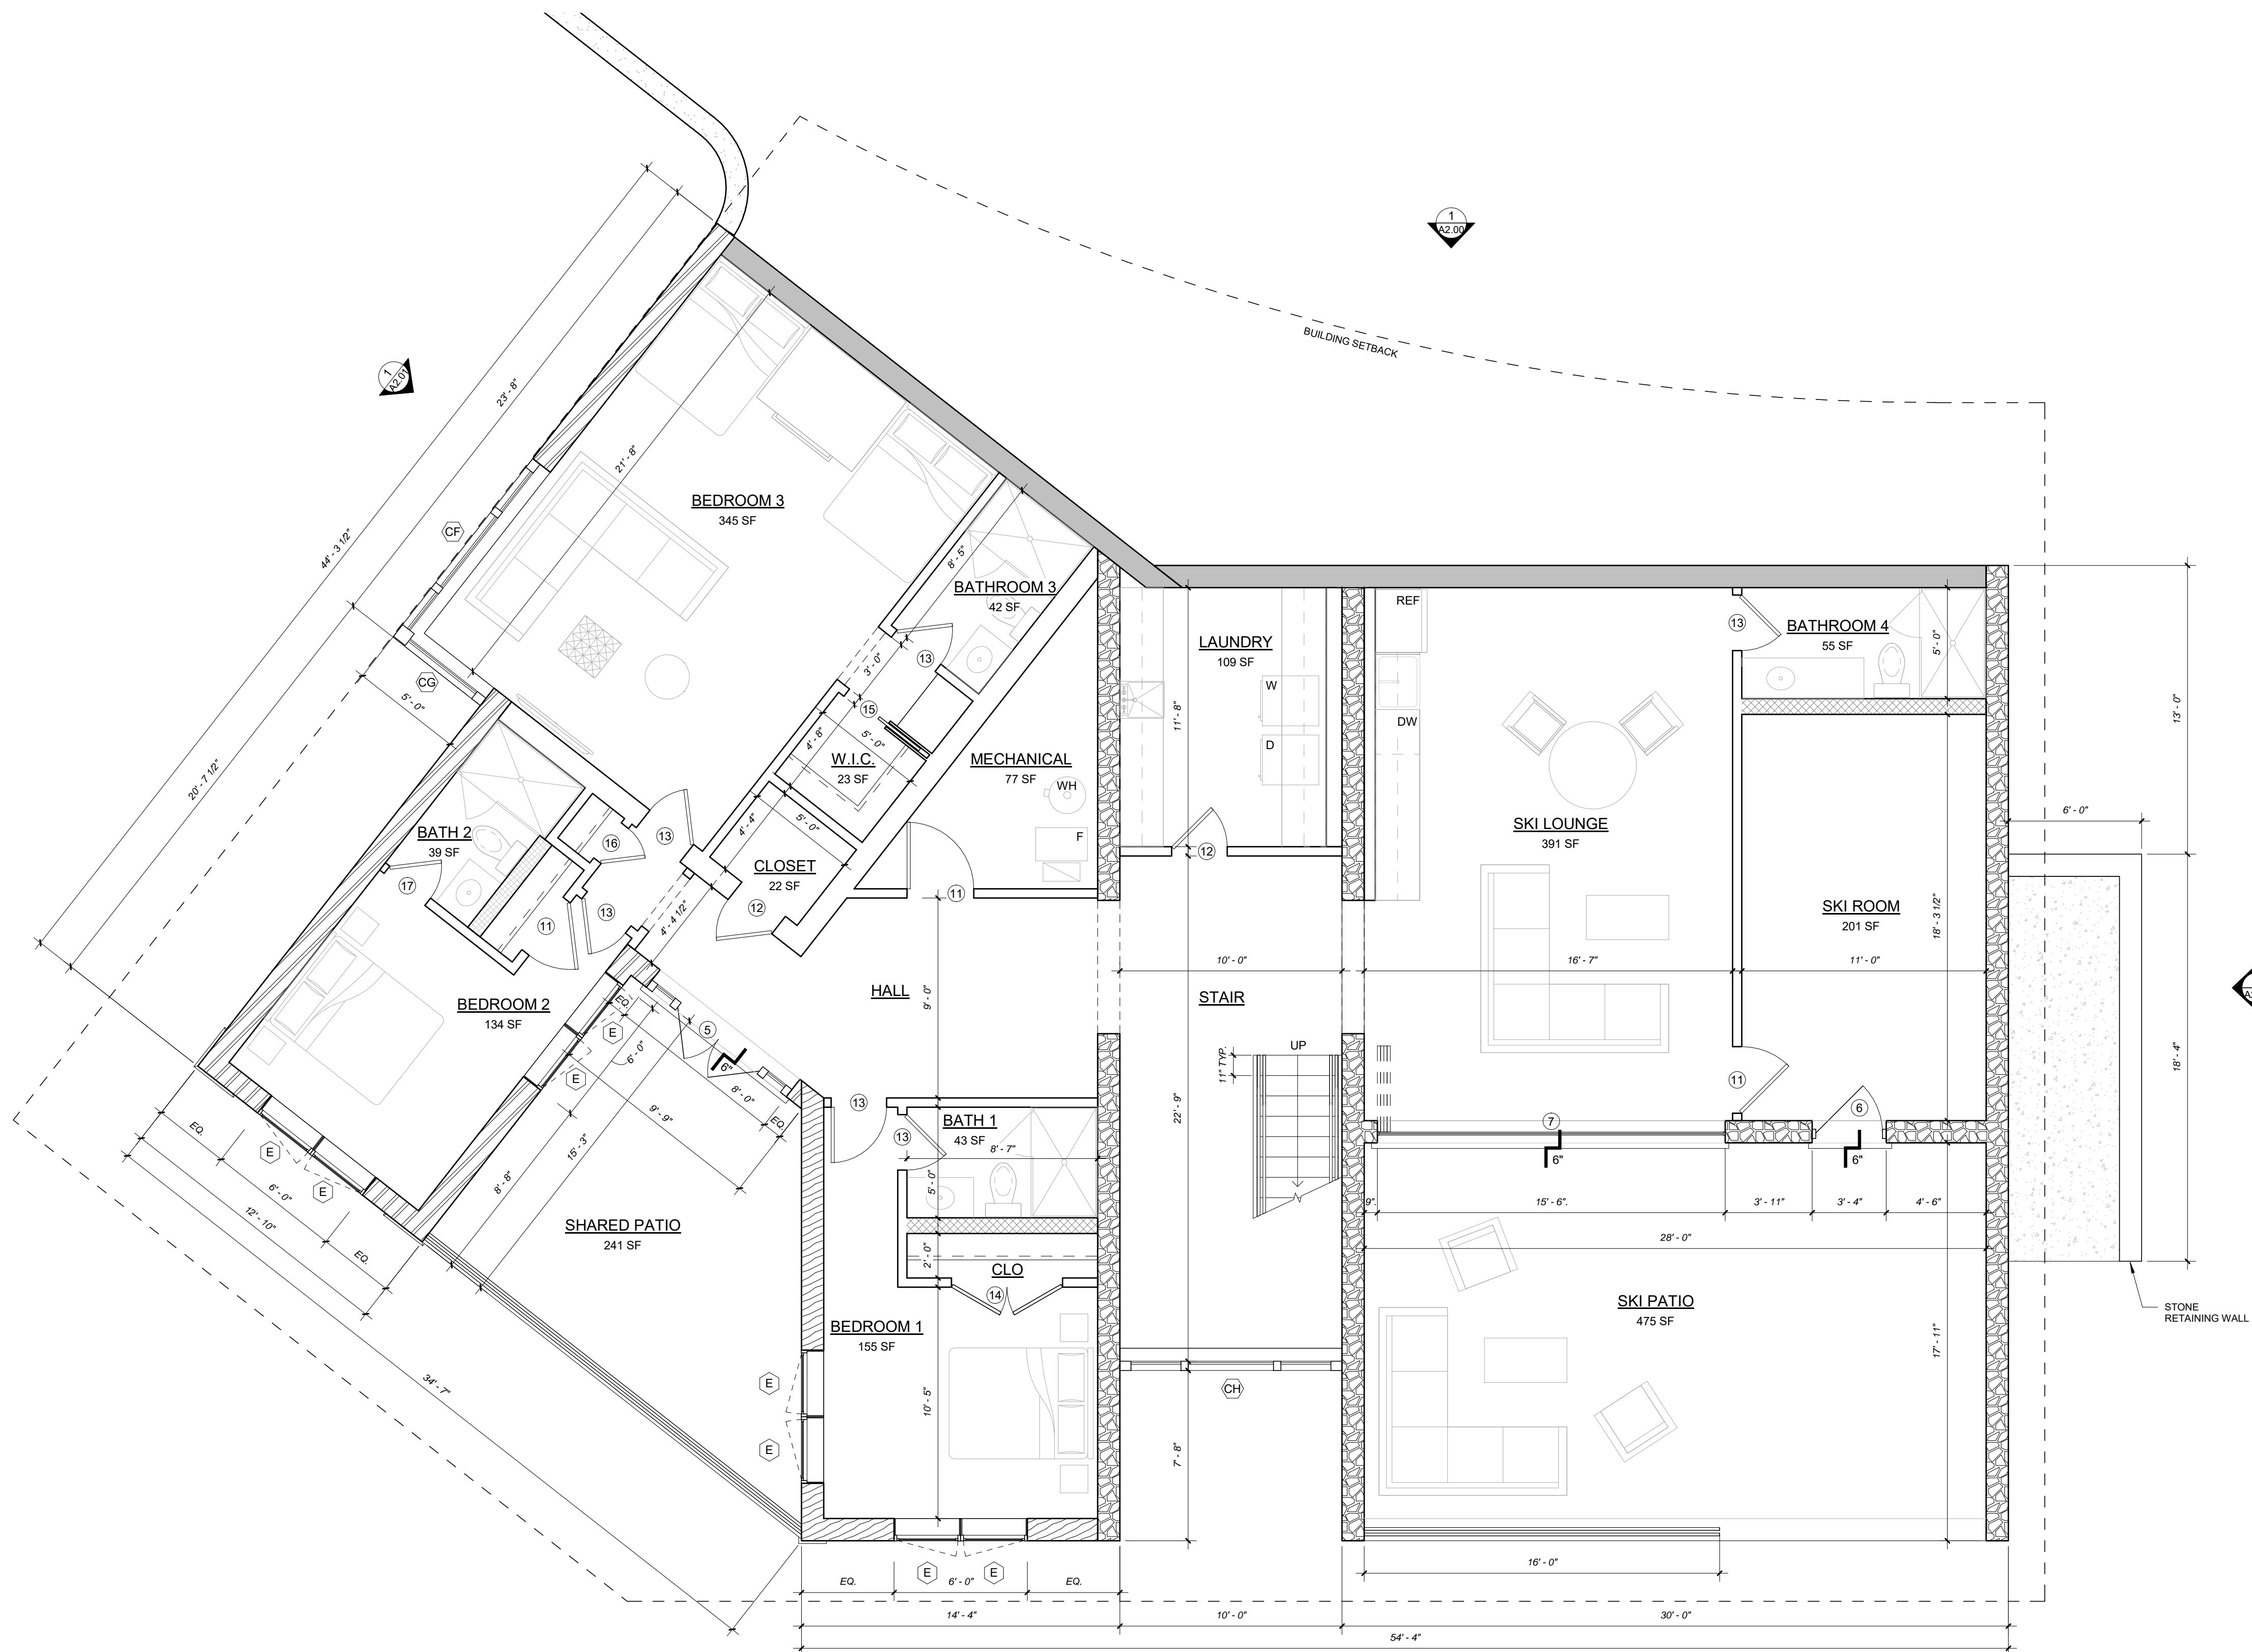 1
A2.00
BUILDING SETBACK
1
A2.01
23' - 8"
44' - 3 1/2"
20' - 7 1/2"
21' - 8"
BEDROOM 3
345 SF
CF
CG
5' - 0"
8' - 5"
BATHROOM 3
42 SF
13
3' - 0"
15
4' - 8"
5' - 0"
W.I.C.
23 SF
MECHANICAL
77 SF
WH
F
11
LAUNDRY
109 SF
W
D
11' - 8"
12
REF
DW
SKI LOUNGE
391 SF
13
BATHROOM 4
55 SF
5' - 0"
13' - 0"
6' - 0"
BATH 2
39 SF
17
16
13
11
13
4' - 4"
5' - 0"
CLOSET
22 SF
12
4' - 4 1/2"
SKI ROOM
201 SF
18' - 3 1/2"
10' - 0"
16' - 7"
11' - 0"
HALL
9' - 0"
STAIR
BEDROOM 2
134 SF
EQ.
E
E
6' - 0"
5
6"
8' - 0"
9' - 9"
EQ.
8' - 8"
15' - 3"
UP
11" TYP.
22' - 9"
11
6
7
6"
6"
18' - 4"
13
BATH 1
43 SF
13
8' - 7"
5' - 0"
2' - 0"
CLO
14
E
E
EQ.
6' - 0"
EQ.
12' - 10"
34' - 7"
SHARED PATIO
241 SF
BEDROOM 1
155 SF
10' - 5"
E
E
CH
7' - 8"
9".
15' - 6".
3' - 11"
3' - 4"
4' - 6"
28' - 0"
SKI PATIO
475 SF
17' - 11"
STONE
RETAINING WALL
16' - 0"
E
E
EQ.
6' - 0"
EQ.
14' - 4"
10' - 0"
30' - 0"
54' - 4"